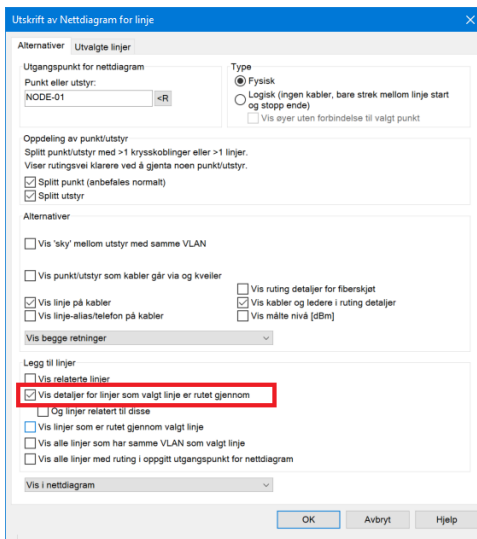 Utskrift av Nettdiagram for linje
Alternativer Utvalgte linjer
Utgangspunkt for nettdiagram
Punkt eller utstyr:
NODE-01 <R
Type
Fysisk
Logisk (ingen kabler, bare strek mellom linje start
og stopp ende)
Vis øyer uten forbindelse til valgt punkt
Oppdeling av punkt/utstyr
Splitt punkt/utstyr med >1 krysskoblinger eller >1 linjer.
Viser rutingsvei klarere ved å gjenta noen punkt/utstyr.
Splitt punkt (anbefales normalt)
Splitt utstyr
Alternativer
Vis 'sky' mellom utstyr med samme VLAN
Vis punkt/utstyr som kabler går via og kveiler
Vis ruting detaljer for fiberskjøt
Vis linje på kabler Vis kabler og ledere i ruting detaljer
Vis linje-alias/telefon på kabler Vis målte nivå [dBm]
Vis begge retninger
Legg til linjer
Vis relaterte linjer
Vis detaljer for linjer som valgt linje er rutet gjennom
Og linjer relatert til disse
Vis linjer som er rutet gjennom valgt linje
Vis alle linjer som har samme VLAN som valgt linje
Vis alle linjer med ruting i oppgitt utgangspunkt for nettdiagram
Vis i nettdiagram
OK Avbryt Hjelp